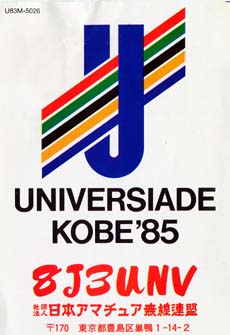 U83M-5026
UNIVERSIADE
KOBE '85
8J3UNV
社団法人日本アマチュア無線連盟
〒170 東京都豊島区巣鴨1-14-2